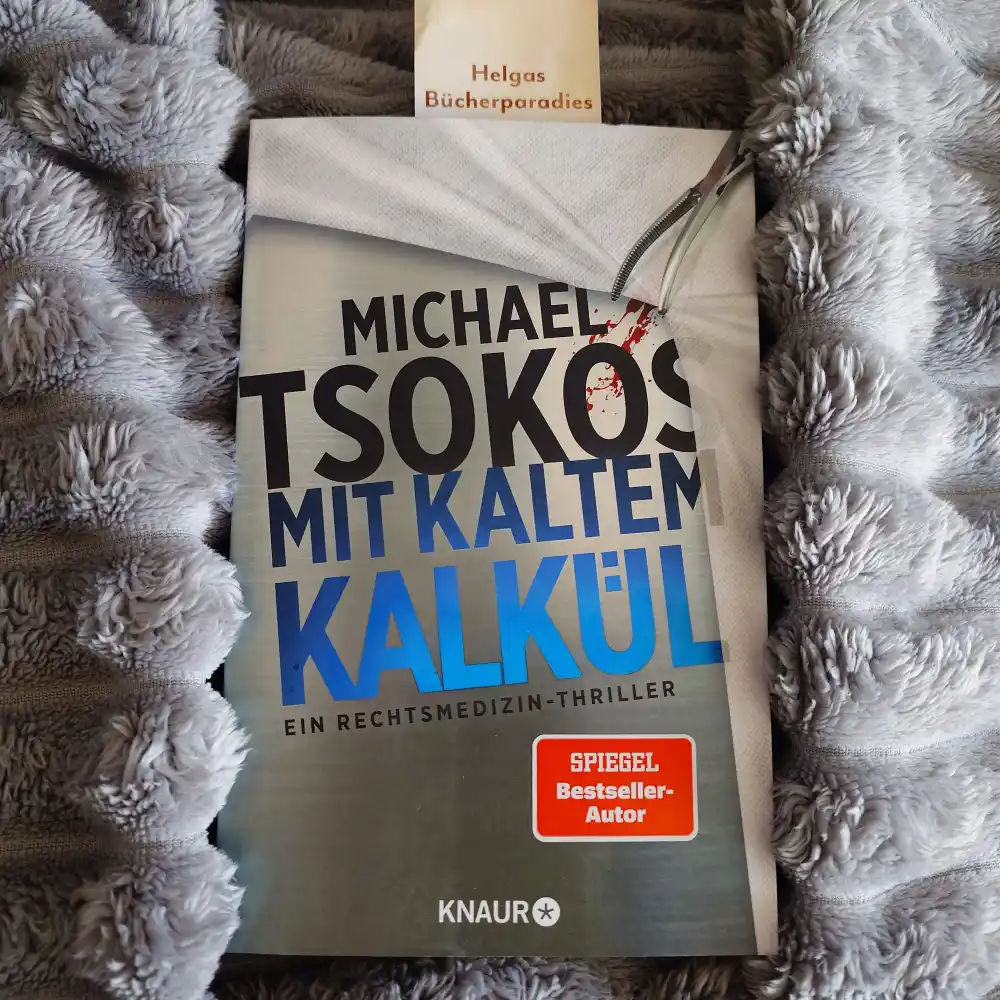 Helgas
Bücherparadies
MICHAEL
TSOKOS
MIT KALTEM
KALKÜL
EIN RECHTSMEDIZIN-THRILLER
SPIEGEL
Bestseller-
Autor
KNAUR